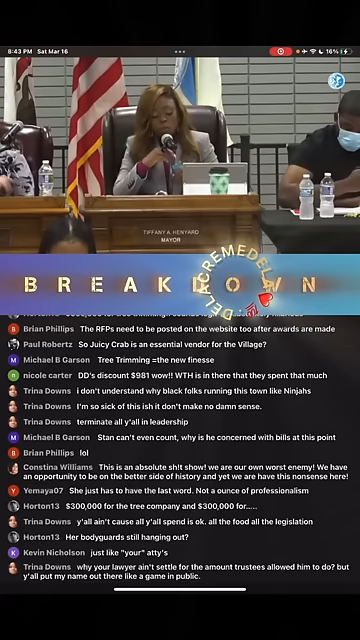 8:43 PM Sat Mar 16
16%
TIFFANY A. HENYARD
MAYOR
BREAKDOWN
DELACREMEDELA
Brian Phillips The RFPs need to be posted on the website too after awards are made
Paul Robertz So Juicy Crab is an essential vendor for the Village?
Michael B Garson Tree Trimming =the new finesse
nicole carter DD's discount $981 wow!! WTH is in there that they spent that much
Trina Downs i don't understand why black folks running this town like Ninjahs
Trina Downs I'm so sick of this ish it don't make no damn sense.
Trina Downs terminate all y'all in leadership
Michael B Garson Stan can't even count, why is he concerned with bills at this point
Brian Phillips lol
Constina Williams This is an absolute sh!t show! we are our own worst enemy! We have
an opportunity to be on the better side of history and yet we are have this nonsense here!
Yemaya07 She just has to have the last word. Not a ounce of professionalism
Horton13 $300,000 for the tree company and $300,000 for.....
Trina Downs y'all ain't cause all y'all spend is ok. all the food all the legislation
Horton13 Her bodyguards still hanging out?
Kevin Nicholson just like "your" atty's
Trina Downs why your lawyer ain't settle for the amount trustees allowed him to do? but
y'all put my name out there like a game in public.